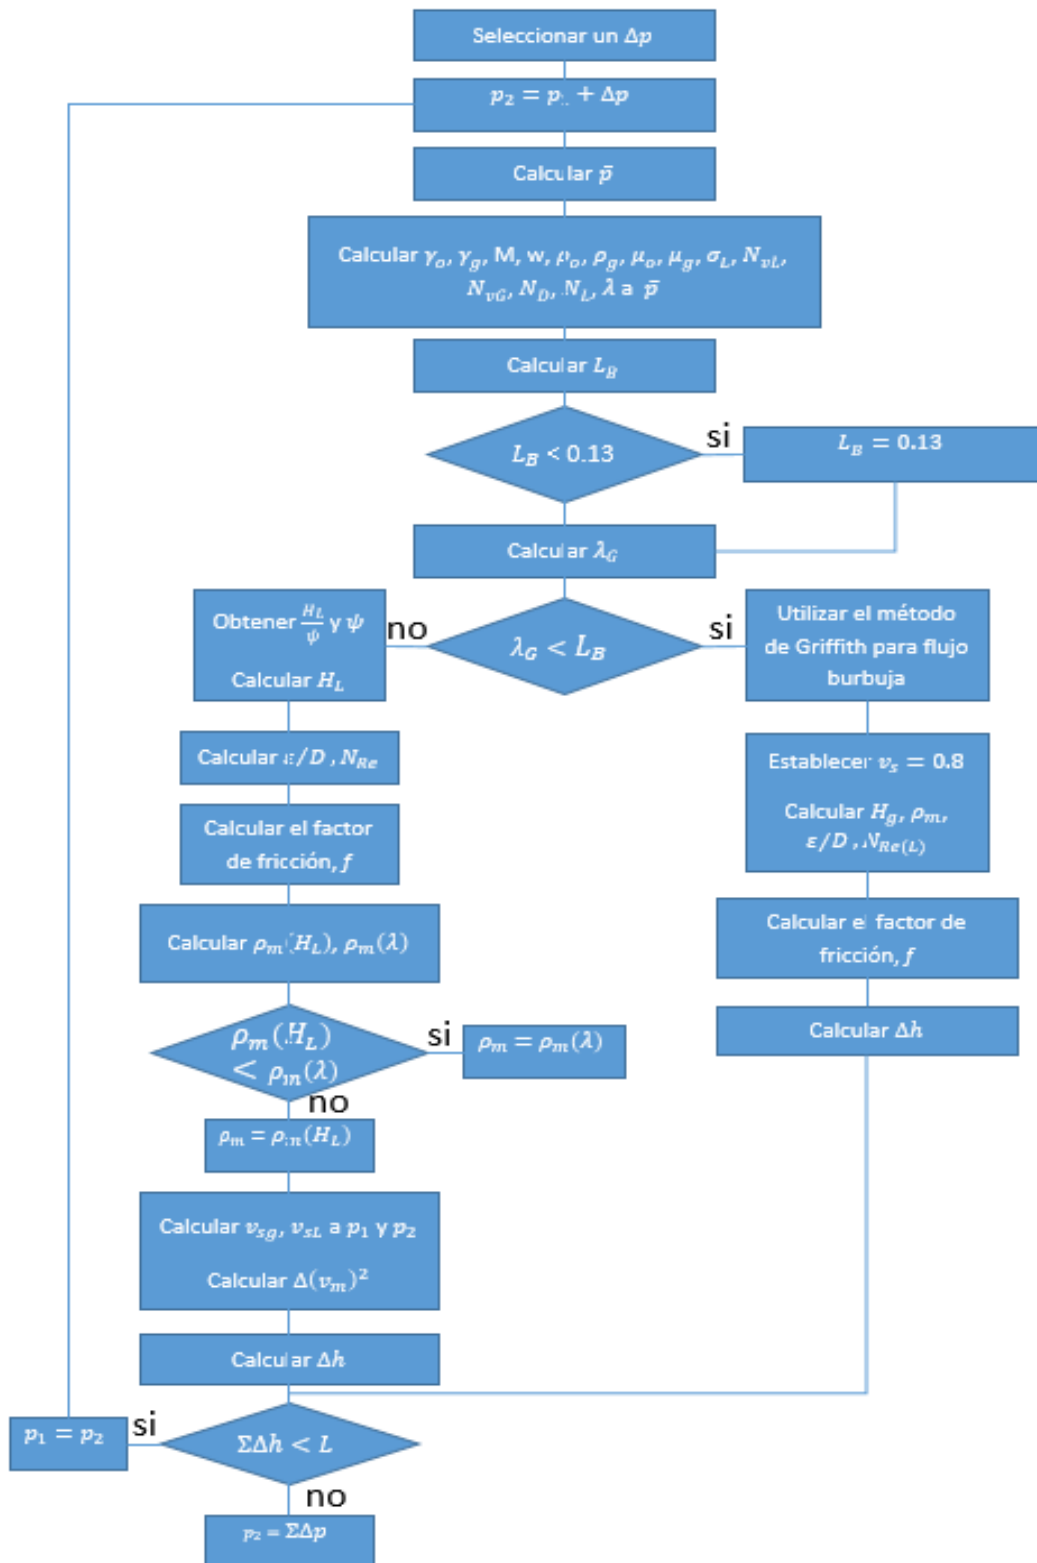 Seleccionar un Δp
p₂ = p₁ + Δp
Calcular p̄
Calcular γₒ, γ_g, M, w, ρₒ, ρ_g, μₒ, μ_g, σ_L, N_vL,
N_vG, N_D, N_L, λ a p̄
Calcular L_B
L_B < 0.13
si
L_B = 0.13
Calcular λ_G
λ_G < L_B
no
si
Obtener H_L/ψ y ψ
Calcular H_L
Utilizar el método
de Griffith para flujo
burbuja
Calcular ε/D , N_Re
Establecer v_s = 0.8
Calcular H_g, ρ_m,
ε/D , N_Re(L)
Calcular el factor
de fricción, f
Calcular el factor de
fricción, f
Calcular ρ_m(H_L), ρ_m(λ)
Calcular Δh
ρ_m(H_L)
< ρ_m(λ)
si
ρ_m = ρ_m(λ)
no
ρ_m = ρ_m(H_L)
Calcular v_sg, v_sL a p₁ y p₂
Calcular Δ(v_m)²
Calcular Δh
ΣΔh < L
si
p₁ = p₂
no
p₂ = ΣΔp